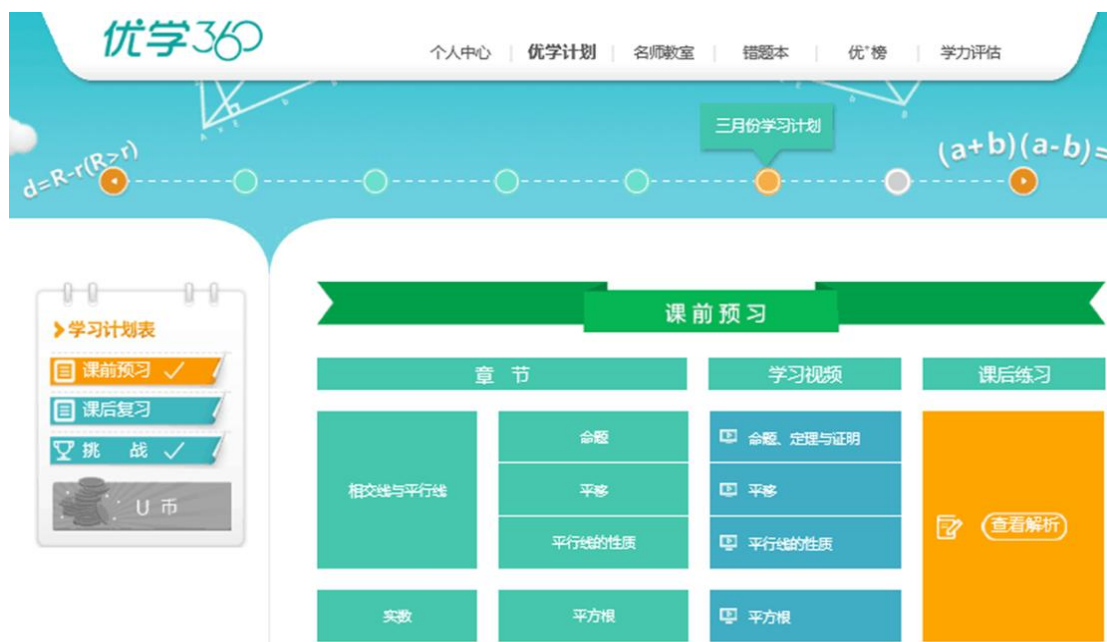 优学360
个人中心
优学计划
名师教室
错题本
优+榜
学力评估
三月份学习计划
d=R-r(R>r)
(a+b)(a-b)=
学习计划表
课前预习
课后复习
挑 战
U 币
课前预习
章 节
学习视频
课后练习
相交线与平行线
命题
命题、定理与证明
平移
平移
平行线的性质
平行线的性质
查看解析
实数
平方根
平方根